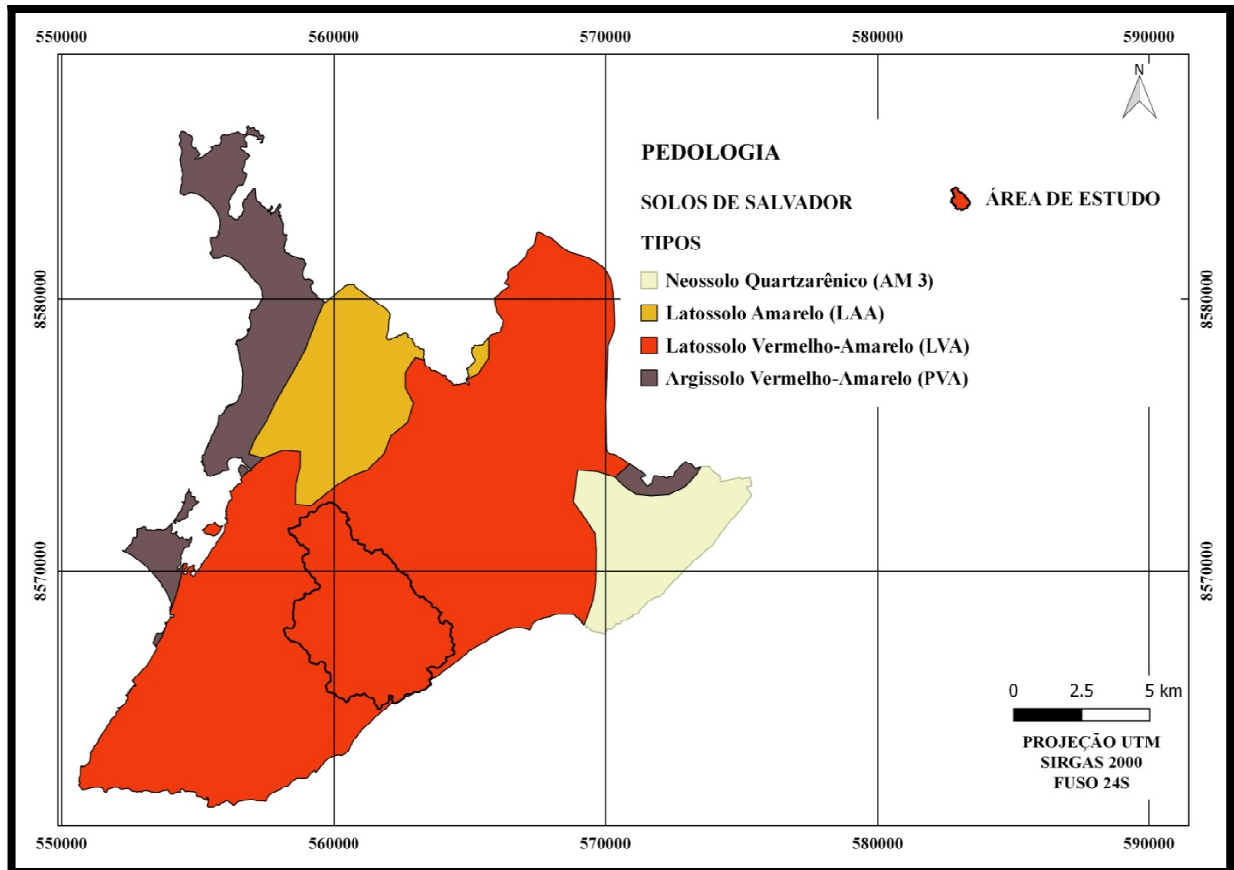 550000 560000 570000 580000 590000
N
PEDOLOGIA
SOLOS DE SALVADOR
ÁREA DE ESTUDO
TIPOS
Neossolo Quartzarênico (AM 3)
Latossolo Amarelo (LAA)
Latossolo Vermelho-Amarelo (LVA)
Argissolo Vermelho-Amarelo (PVA)
8580000 8580000
8570000 8570000
0 2.5 5 km
PROJEÇÃO UTM
SIRGAS 2000
FUSO 24S
550000 560000 570000 580000 590000